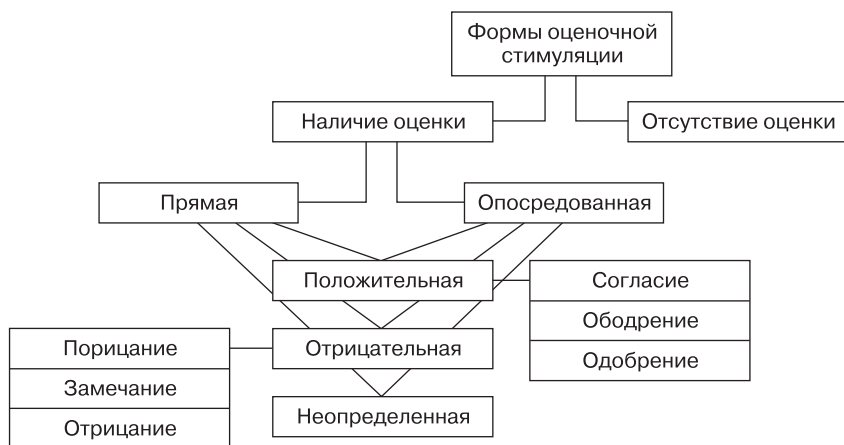 Формы оценочной
стимуляции
Наличие оценки
Отсутствие оценки
Прямая
Опосредованная
Положительная
Согласие
Ободрение
Одобрение
Порицание
Замечание
Отрицание
Отрицательная
Неопределенная